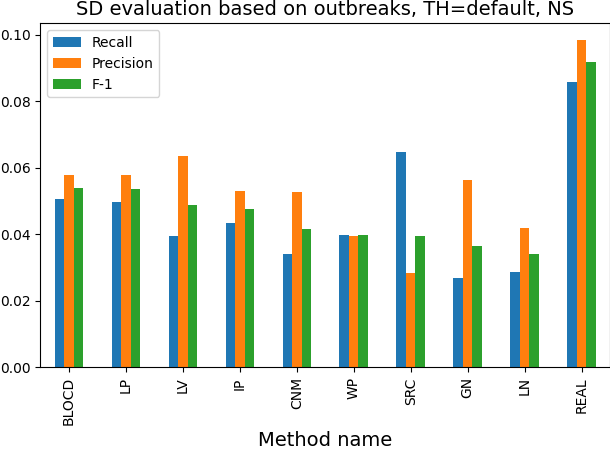 SD evaluation based on outbreaks, TH=default, NS
Recall
Precision
F-1
0.10
0.08
0.06
0.04
0.02
0.00
BLOCD
LP
LV
IP
CNM
WP
SRC
GN
LN
REAL
Method name